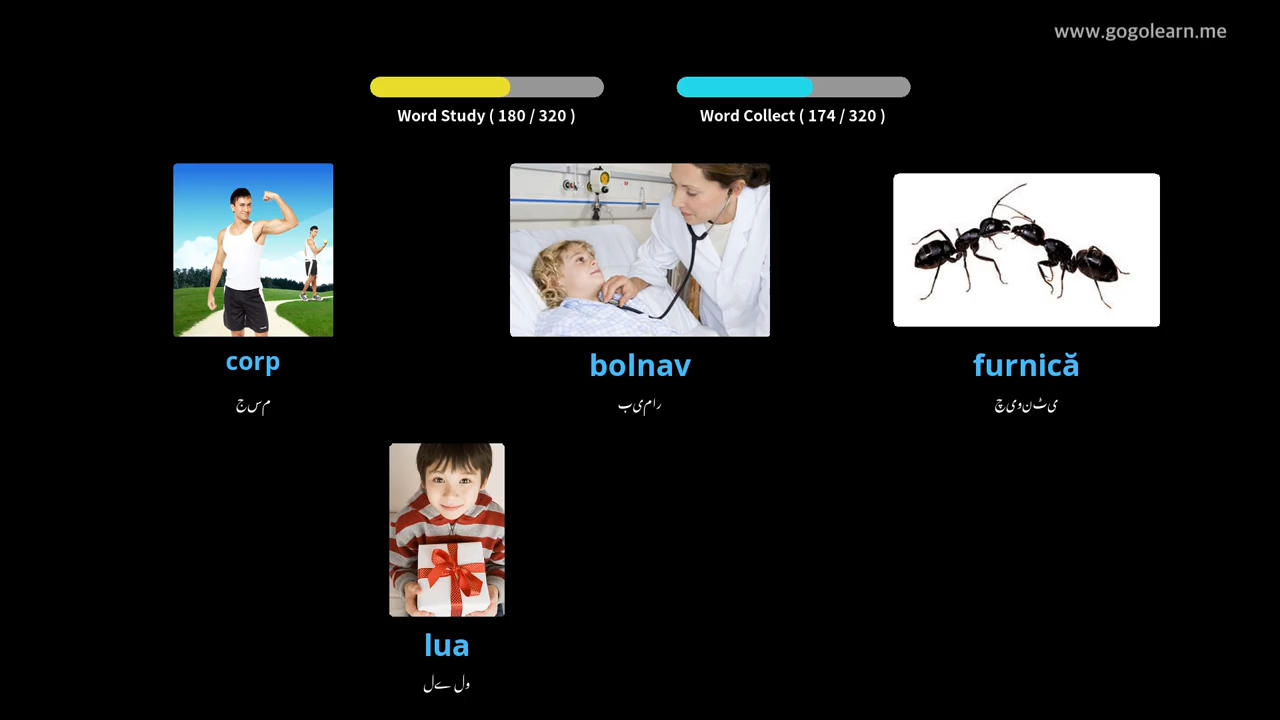 www.gogolearn.me
Word Study ( 180 / 320 )
Word Collect ( 174 / 320 )
corp
bolnav
furnică
جسم
بیمار
چیونٹی
lua
لے لو